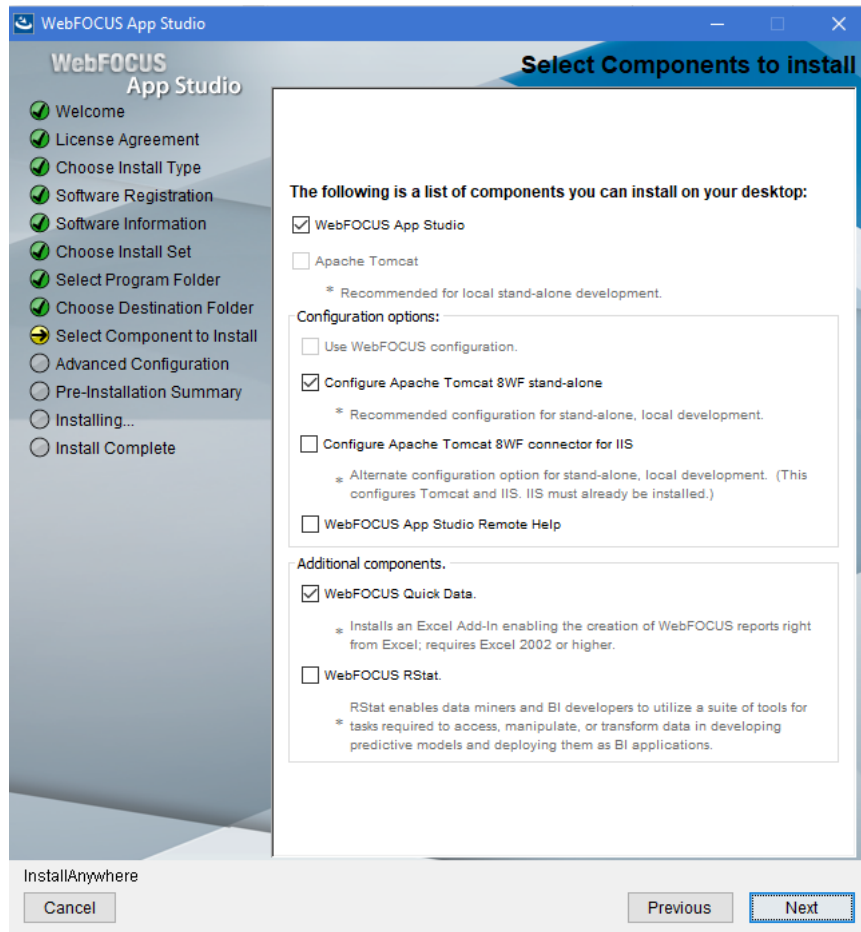 WebFOCUS App Studio
WebFOCUS
App Studio
Select Components to install
Welcome
License Agreement
Choose Install Type
Software Registration
Software Information
Choose Install Set
Select Program Folder
Choose Destination Folder
Select Component to Install
Advanced Configuration
Pre-Installation Summary
Installing...
Install Complete
The following is a list of components you can install on your desktop:
WebFOCUS App Studio
Apache Tomcat
* Recommended for local stand-alone development.
Configuration options:
Use WebFOCUS configuration.
Configure Apache Tomcat 8WF stand-alone
* Recommended configuration for stand-alone, local development.
Configure Apache Tomcat 8WF connector for IIS
* Alternate configuration option for stand-alone, local development. (This
configures Tomcat and IIS. IIS must already be installed.)
WebFOCUS App Studio Remote Help
Additional components.
WebFOCUS Quick Data.
* Installs an Excel Add-In enabling the creation of WebFOCUS reports right
from Excel; requires Excel 2002 or higher.
WebFOCUS RStat.
RStat enables data miners and BI developers to utilize a suite of tools for
* tasks required to access, manipulate, or transform data in developing
predictive models and deploying them as BI applications.
InstallAnywhere
Cancel
Previous
Next